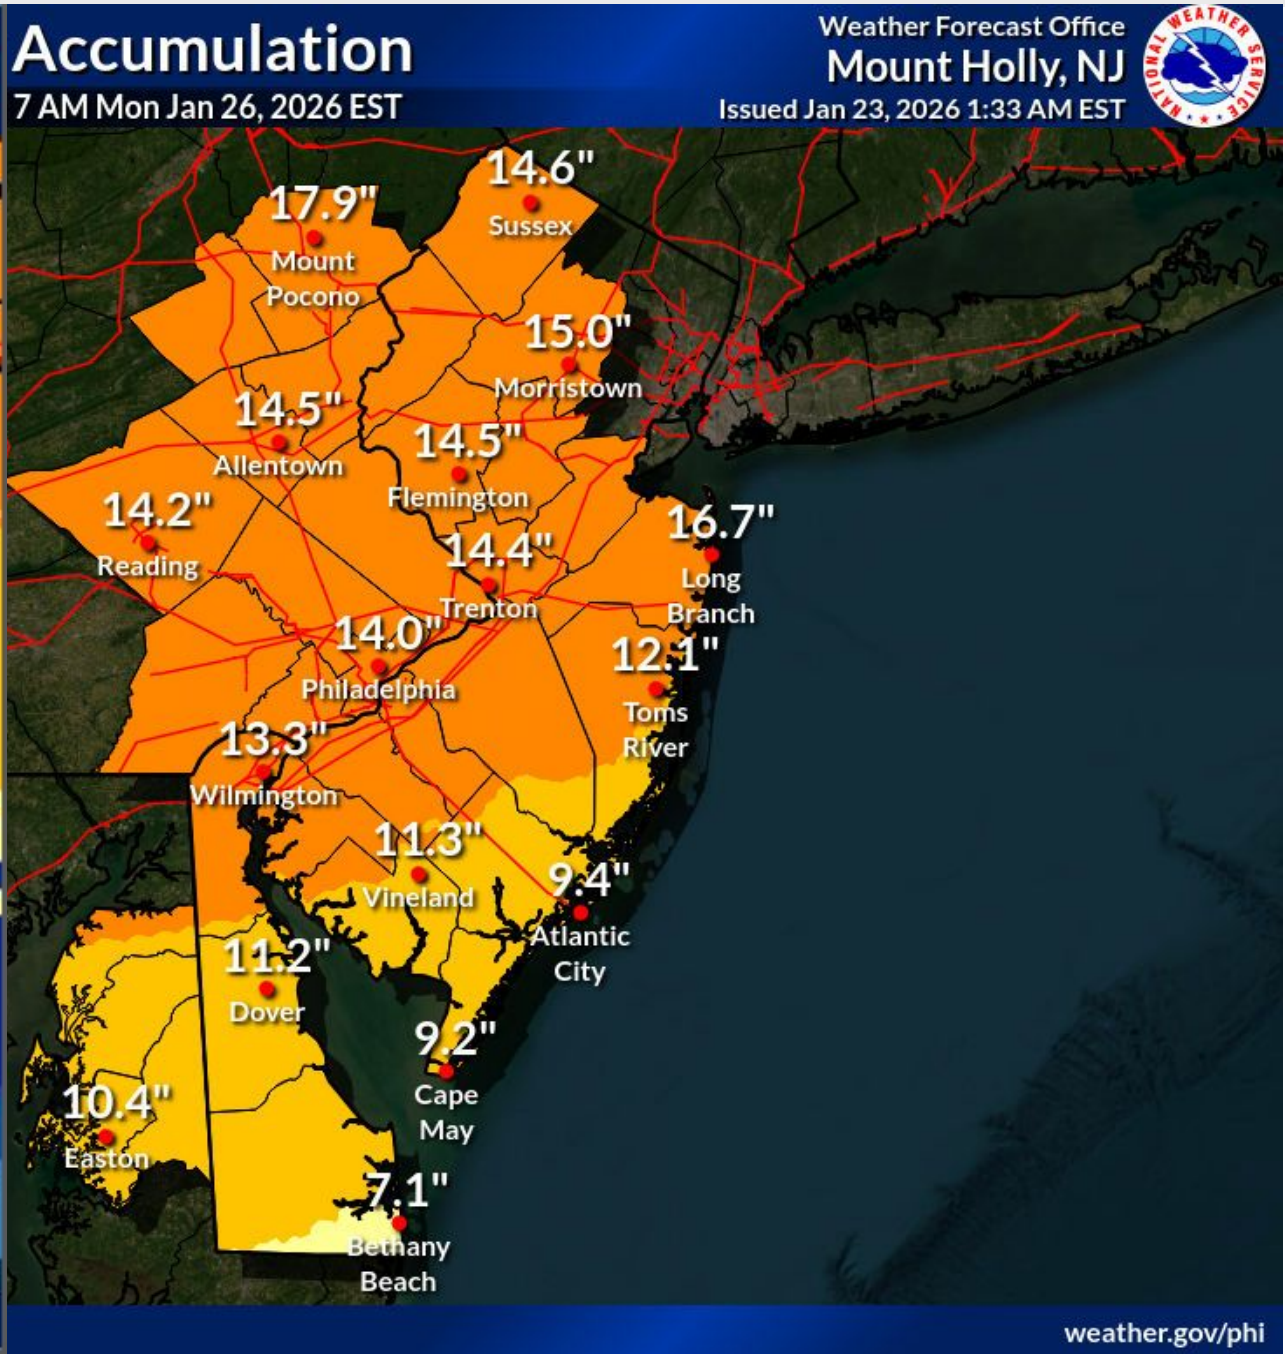 Accumulation
7 AM Mon Jan 26, 2026 EST
Weather Forecast Office
Mount Holly, NJ
Issued Jan 23, 2026 1:33 AM EST
NATIONAL WEATHER SERVICE
14.6"
Sussex
17.9"
Mount
Pocono
15.0"
Morristown
14.5"
Allentown
14.5"
Flemington
14.2"
Reading
16.7"
Long
Branch
14.4"
Trenton
14.0"
Philadelphia
12.1"
Toms
River
13.3"
Wilmington
11.3"
Vineland
9.4"
Atlantic
City
11.2"
Dover
9.2"
Cape
May
10.4"
Easton
7.1"
Bethany
Beach
weather.gov/phi